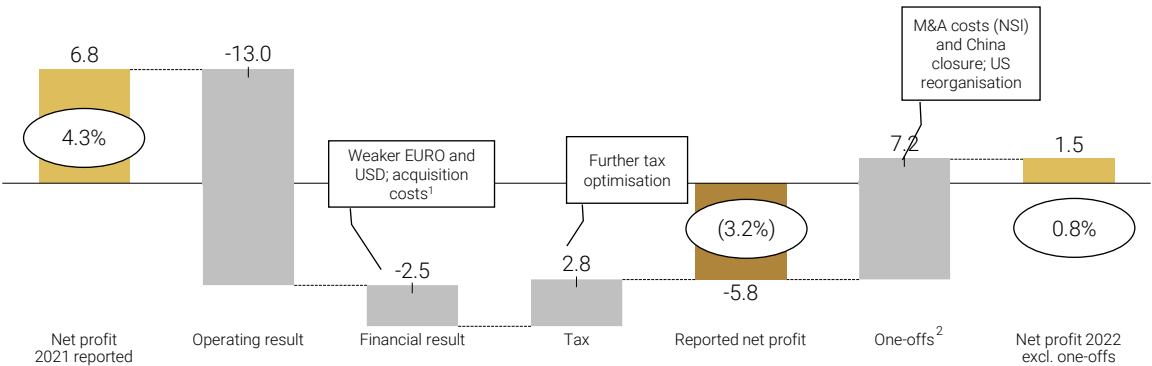 M&A costs (NSI)
and China
closure; US
reorganisation
6.8
-13.0
4.3%
Weaker EURO and
USD; acquisition
costs1
Further tax
optimisation
7.2
1.5
(3.2%)
0.8%
-2.5
2.8
-5.8
Net profit
2021 reported
Operating result
Financial result
Tax
Reported net profit
One-offs2
Net profit 2022
excl. one-offs